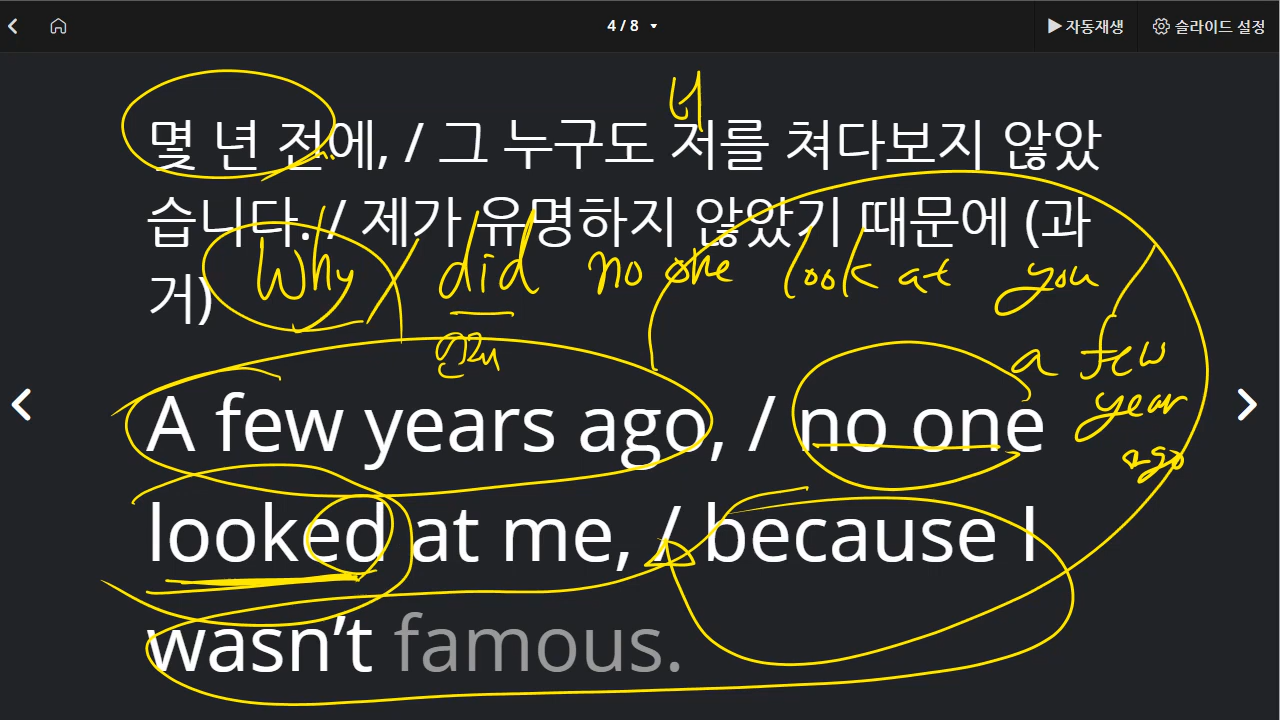 4 / 8
자동재생
슬라이드 설정
너
몇 년 전에, / 그 누구도 저를 쳐다보지 않았
습니다. / 제가 유명하지 않았기 때문에 (과
거)
Why / did no one look at you
a few
year
ago
A few years ago, / no one
looked at me, / because I
wasn't famous.